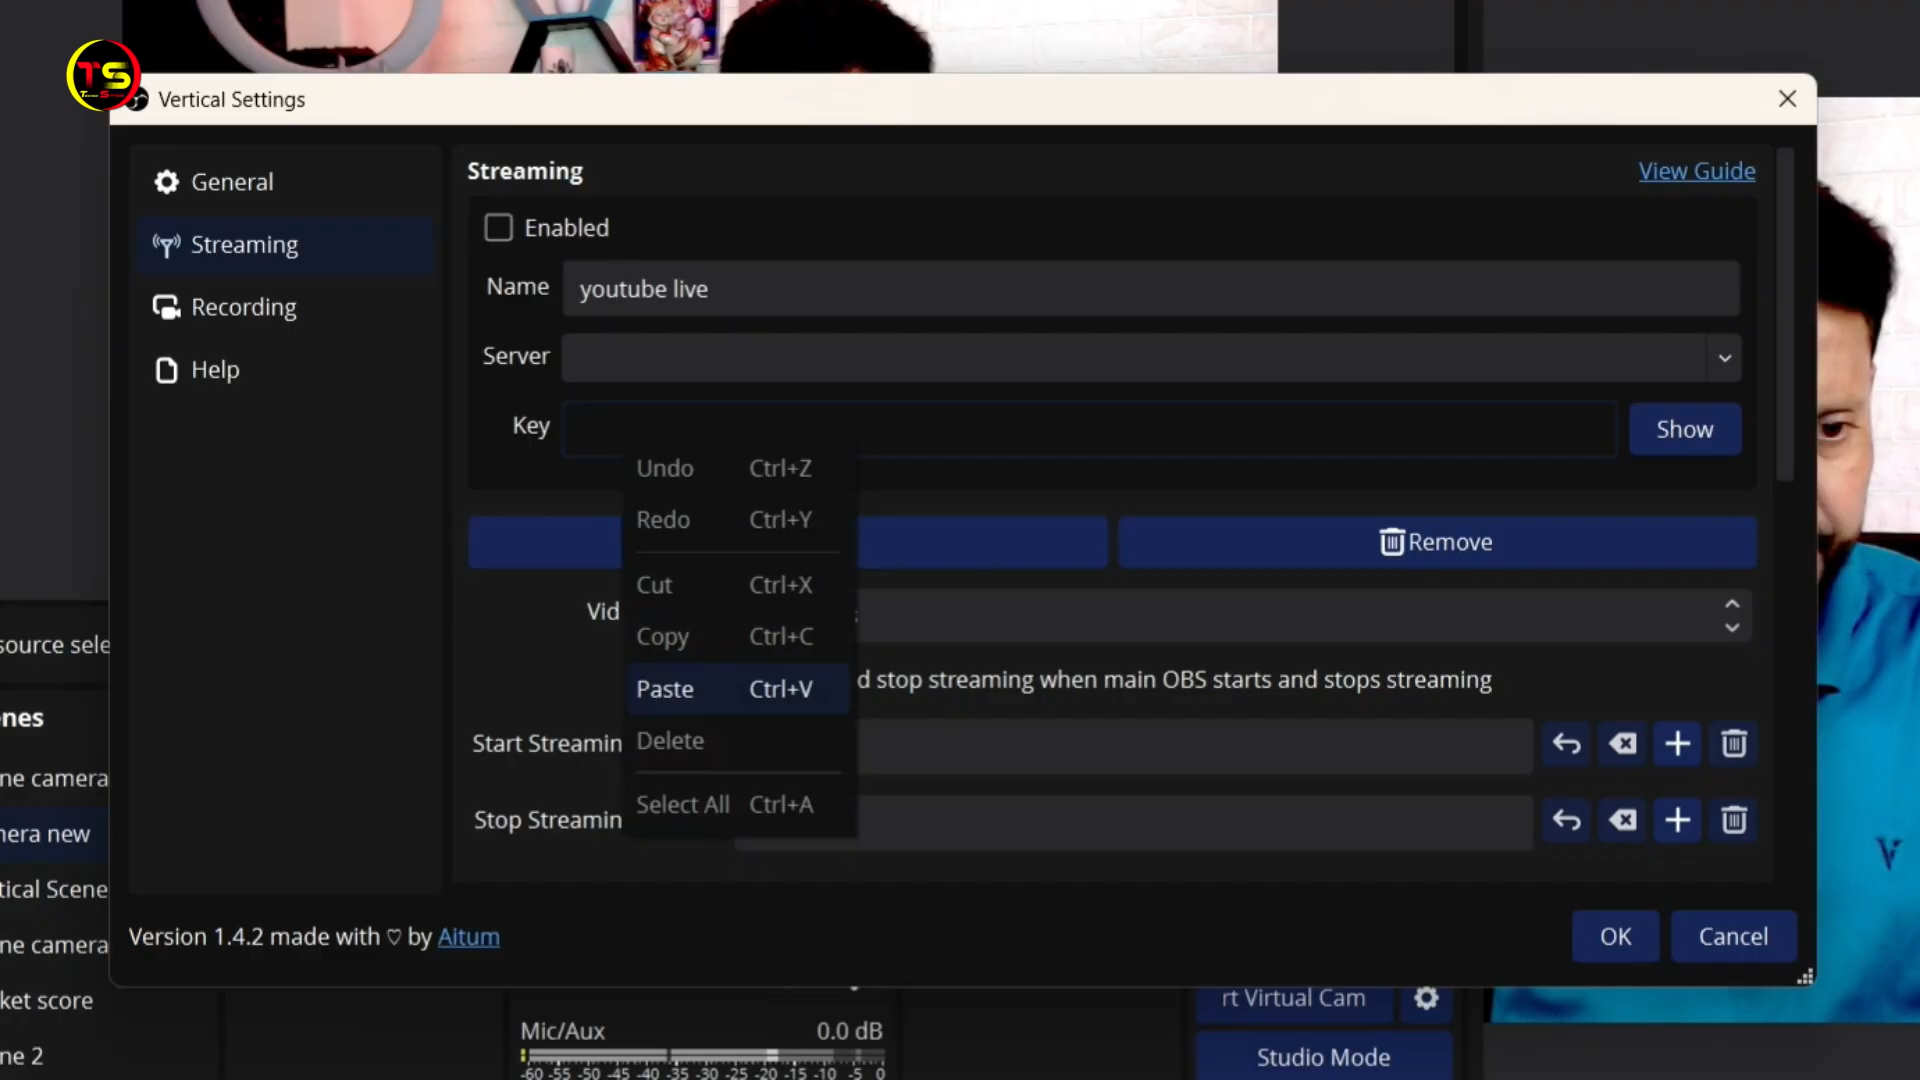 TS
Vertical Settings
General
Streaming
Recording
Help
Streaming
View Guide
Enabled
Name
youtube live
Server
Key
Show
Undo Ctrl+Z
Redo Ctrl+Y
Cut Ctrl+X
Copy Ctrl+C
Paste Ctrl+V
Delete
Select All Ctrl+A
Remove
Vid
d stop streaming when main OBS starts and stops streaming
Start Streamin
Stop Streamin
Version 1.4.2 made with ♡ by Aitum
OK
Cancel
source sele
enes
ne camera
nera new
tical Scene
ne camera
ket score
ne 2
Mic/Aux 0.0 dB
-60 -55 -50 -45 -40 -35 -30 -25 -20 -15 -10 -5 0
rt Virtual Cam
Studio Mode